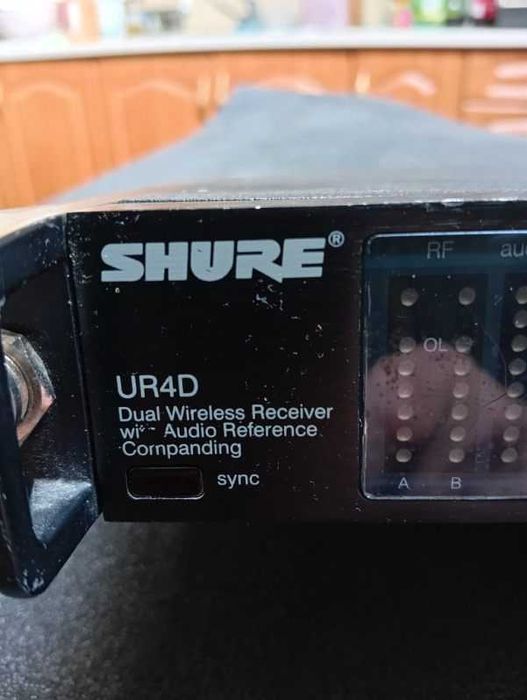 SHURE®
RF
OL
UR4D
Dual Wireless Receiver
Audio Reference
Companding
sync
A B